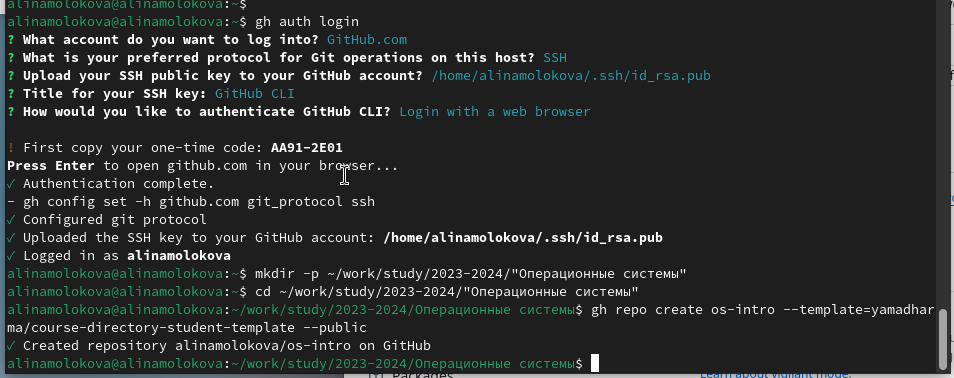 alinamolokova@alinamolokova:~$
alinamolokova@alinamolokova:~$ gh auth login
? What account do you want to log into? GitHub.com
? What is your preferred protocol for Git operations on this host? SSH
? Upload your SSH public key to your GitHub account? /home/alinamolokova/.ssh/id_rsa.pub
? Title for your SSH key: GitHub CLI
? How would you like to authenticate GitHub CLI? Login with a web browser
! First copy your one-time code: AA91-2E01
Press Enter to open github.com in your browser...
✓ Authentication complete.
- gh config set -h github.com git_protocol ssh
✓ Configured git protocol
✓ Uploaded the SSH key to your GitHub account: /home/alinamolokova/.ssh/id_rsa.pub
✓ Logged in as alinamolokova
alinamolokova@alinamolokova:~$ mkdir -p ~/work/study/2023-2024/"Операционные системы"
alinamolokova@alinamolokova:~$ cd ~/work/study/2023-2024/"Операционные системы"
alinamolokova@alinamolokova:~/work/study/2023-2024/Операционные системы$ gh repo create os-intro --template=yamadhar
ma/course-directory-student-template --public
✓ Created repository alinamolokova/os-intro on GitHub
alinamolokova@alinamolokova:~/work/study/2023-2024/Операционные системы$
Packages
Learn about vigilant mode.